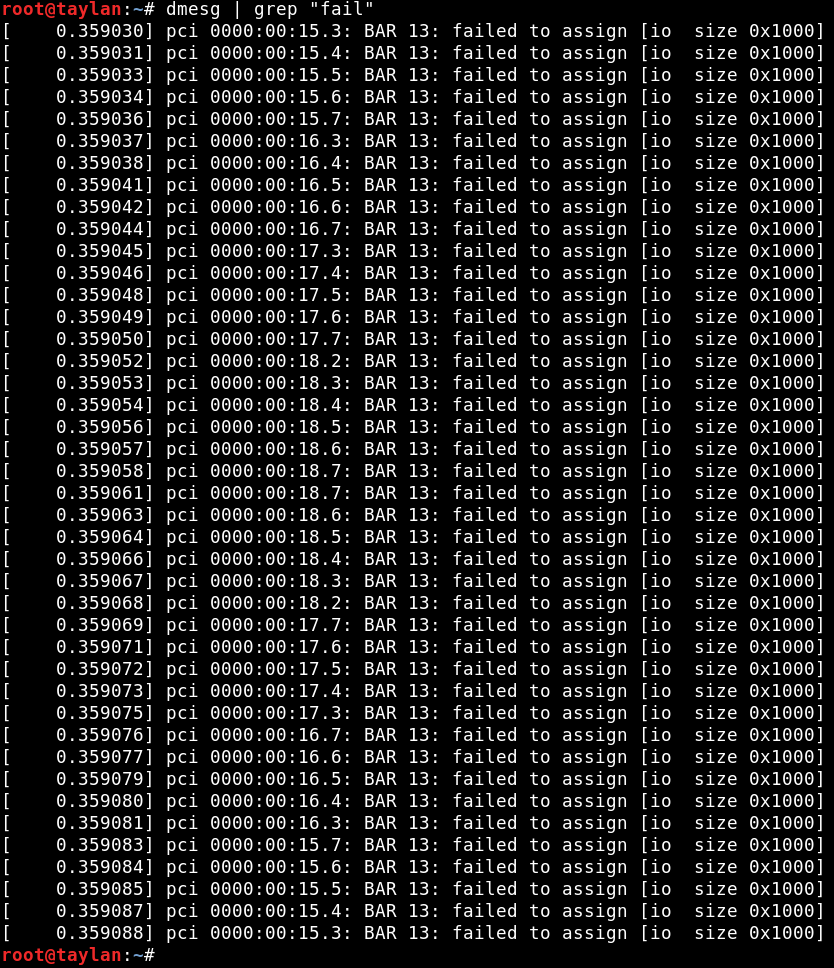 root@taylan:~# dmesg | grep "fail"
[    0.359030] pci 0000:00:15.3: BAR 13: failed to assign [io  size 0x1000]
[    0.359031] pci 0000:00:15.4: BAR 13: failed to assign [io  size 0x1000]
[    0.359033] pci 0000:00:15.5: BAR 13: failed to assign [io  size 0x1000]
[    0.359034] pci 0000:00:15.6: BAR 13: failed to assign [io  size 0x1000]
[    0.359036] pci 0000:00:15.7: BAR 13: failed to assign [io  size 0x1000]
[    0.359037] pci 0000:00:16.3: BAR 13: failed to assign [io  size 0x1000]
[    0.359038] pci 0000:00:16.4: BAR 13: failed to assign [io  size 0x1000]
[    0.359041] pci 0000:00:16.5: BAR 13: failed to assign [io  size 0x1000]
[    0.359042] pci 0000:00:16.6: BAR 13: failed to assign [io  size 0x1000]
[    0.359044] pci 0000:00:16.7: BAR 13: failed to assign [io  size 0x1000]
[    0.359045] pci 0000:00:17.3: BAR 13: failed to assign [io  size 0x1000]
[    0.359046] pci 0000:00:17.4: BAR 13: failed to assign [io  size 0x1000]
[    0.359048] pci 0000:00:17.5: BAR 13: failed to assign [io  size 0x1000]
[    0.359049] pci 0000:00:17.6: BAR 13: failed to assign [io  size 0x1000]
[    0.359050] pci 0000:00:17.7: BAR 13: failed to assign [io  size 0x1000]
[    0.359052] pci 0000:00:18.2: BAR 13: failed to assign [io  size 0x1000]
[    0.359053] pci 0000:00:18.3: BAR 13: failed to assign [io  size 0x1000]
[    0.359054] pci 0000:00:18.4: BAR 13: failed to assign [io  size 0x1000]
[    0.359056] pci 0000:00:18.5: BAR 13: failed to assign [io  size 0x1000]
[    0.359057] pci 0000:00:18.6: BAR 13: failed to assign [io  size 0x1000]
[    0.359058] pci 0000:00:18.7: BAR 13: failed to assign [io  size 0x1000]
[    0.359061] pci 0000:00:18.7: BAR 13: failed to assign [io  size 0x1000]
[    0.359063] pci 0000:00:18.6: BAR 13: failed to assign [io  size 0x1000]
[    0.359064] pci 0000:00:18.5: BAR 13: failed to assign [io  size 0x1000]
[    0.359066] pci 0000:00:18.4: BAR 13: failed to assign [io  size 0x1000]
[    0.359067] pci 0000:00:18.3: BAR 13: failed to assign [io  size 0x1000]
[    0.359068] pci 0000:00:18.2: BAR 13: failed to assign [io  size 0x1000]
[    0.359069] pci 0000:00:17.7: BAR 13: failed to assign [io  size 0x1000]
[    0.359071] pci 0000:00:17.6: BAR 13: failed to assign [io  size 0x1000]
[    0.359072] pci 0000:00:17.5: BAR 13: failed to assign [io  size 0x1000]
[    0.359073] pci 0000:00:17.4: BAR 13: failed to assign [io  size 0x1000]
[    0.359075] pci 0000:00:17.3: BAR 13: failed to assign [io  size 0x1000]
[    0.359076] pci 0000:00:16.7: BAR 13: failed to assign [io  size 0x1000]
[    0.359077] pci 0000:00:16.6: BAR 13: failed to assign [io  size 0x1000]
[    0.359079] pci 0000:00:16.5: BAR 13: failed to assign [io  size 0x1000]
[    0.359080] pci 0000:00:16.4: BAR 13: failed to assign [io  size 0x1000]
[    0.359081] pci 0000:00:16.3: BAR 13: failed to assign [io  size 0x1000]
[    0.359083] pci 0000:00:15.7: BAR 13: failed to assign [io  size 0x1000]
[    0.359084] pci 0000:00:15.6: BAR 13: failed to assign [io  size 0x1000]
[    0.359085] pci 0000:00:15.5: BAR 13: failed to assign [io  size 0x1000]
[    0.359087] pci 0000:00:15.4: BAR 13: failed to assign [io  size 0x1000]
[    0.359088] pci 0000:00:15.3: BAR 13: failed to assign [io  size 0x1000]
root@taylan:~#